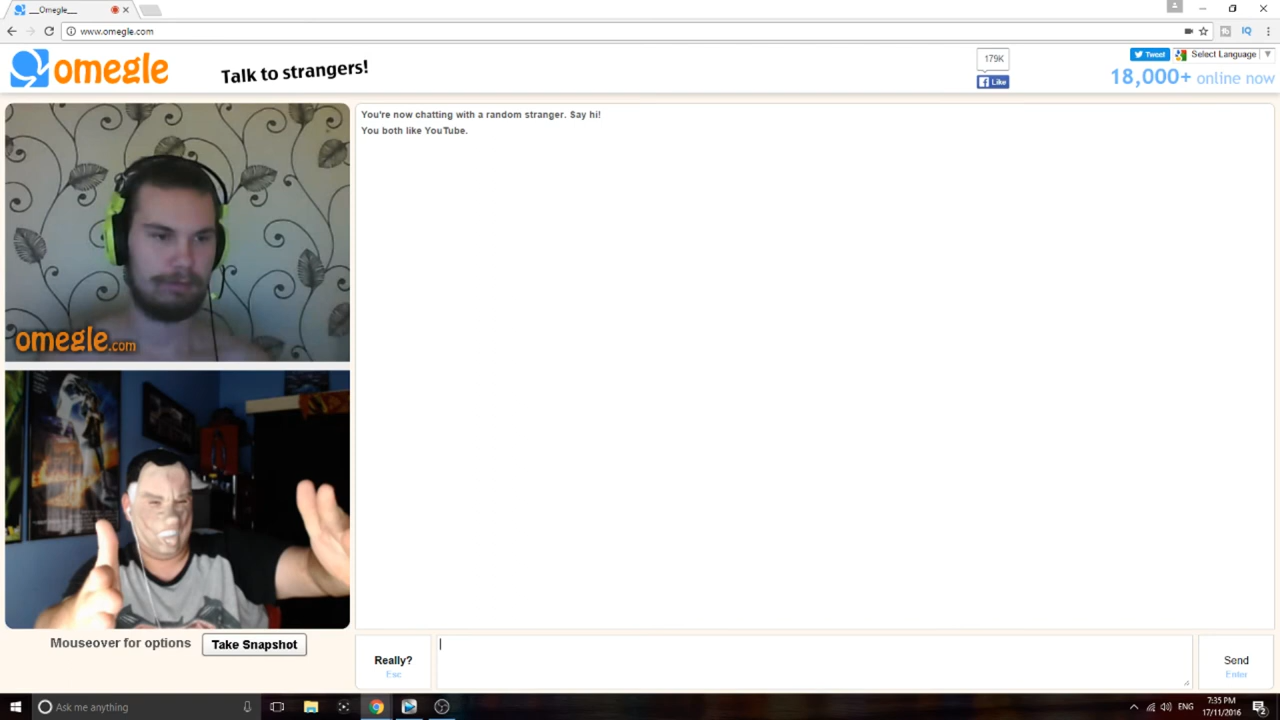 __Omegle__
www.omegle.com
omegle
Talk to strangers!
179K
Like
Tweet
Select Language
18,000+ online now
You're now chatting with a random stranger. Say hi!
You both like YouTube.
omegle.com
Mouseover for options
Take Snapshot
Really?
Esc
Send
Enter
Ask me anything
ENG
7:35 PM
17/11/2016
2